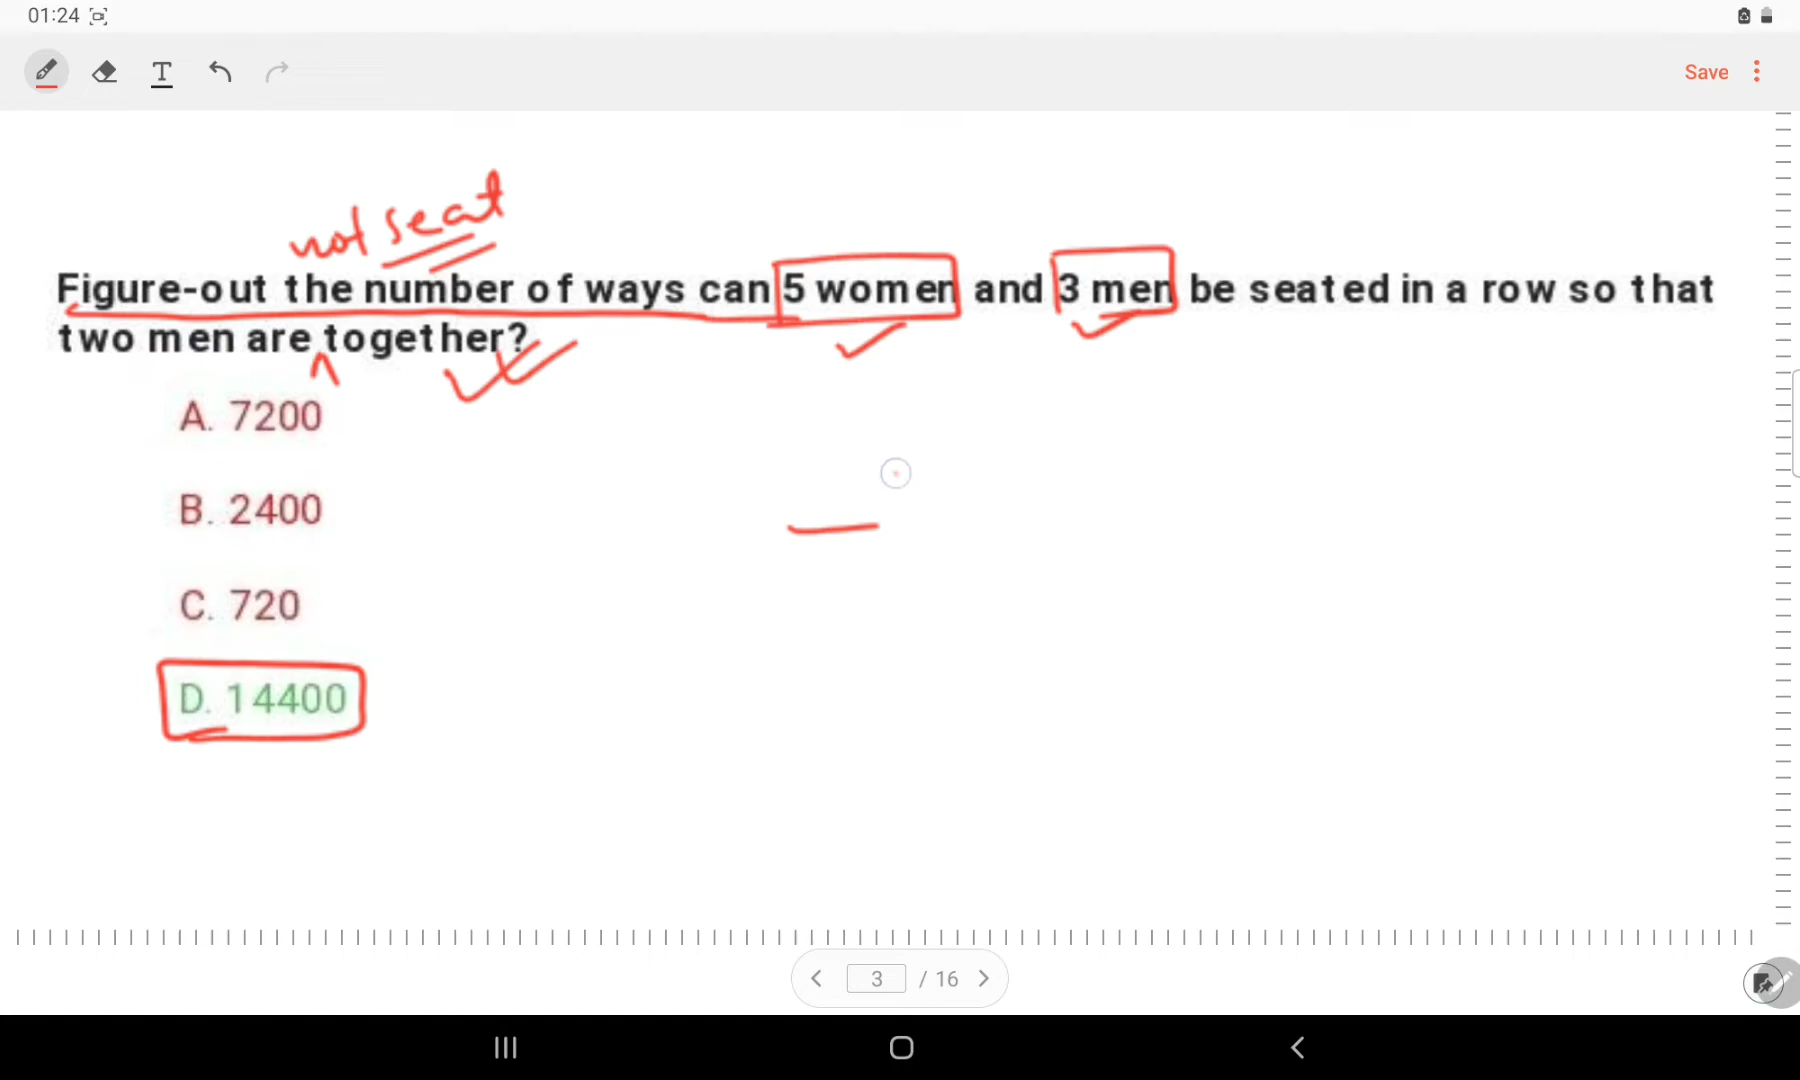 01:24
T
Save
not seat
Figure-out the number of ways can 5 women and 3 men be seated in a row so that
two men are together?
A. 7200
B. 2400
C. 720
D. 14400
3 / 16